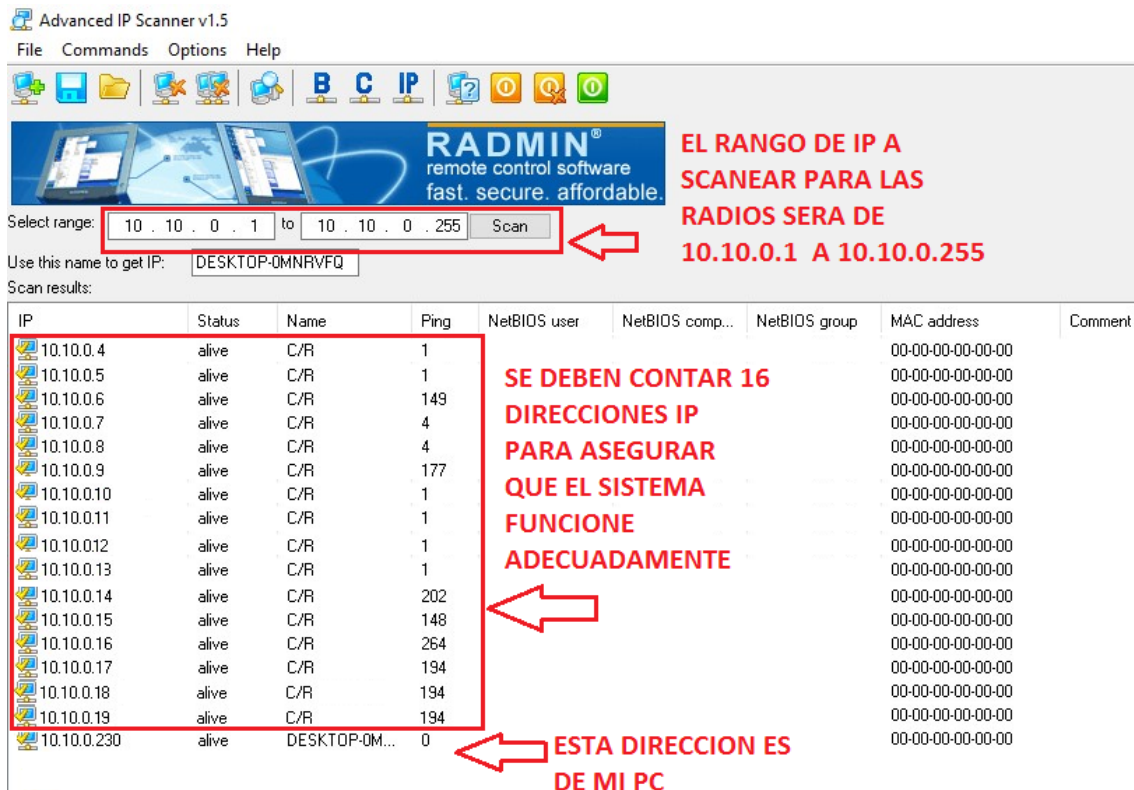 Advanced IP Scanner v1.5
File Commands Options Help
B C IP
RADMIN®
remote control software
fast. secure. affordable.
EL RANGO DE IP A
SCANEAR PARA LAS
RADIOS SERA DE
10.10.0.1 A 10.10.0.255
Select range: 10 . 10 . 0 . 1 to 10 . 10 . 0 . 255 Scan
Use this name to get IP: DESKTOP-0MNRVFQ
Scan results:
IP Status Name Ping NetBIOS user NetBIOS comp... NetBIOS group MAC address Comment
10.10.0.4 alive C/R 1 00-00-00-00-00-00
10.10.0.5 alive C/R 1 00-00-00-00-00-00
10.10.0.6 alive C/R 149 00-00-00-00-00-00
10.10.0.7 alive C/R 4 00-00-00-00-00-00
10.10.0.8 alive C/R 4 00-00-00-00-00-00
10.10.0.9 alive C/R 177 00-00-00-00-00-00
10.10.0.10 alive C/R 1 00-00-00-00-00-00
10.10.0.11 alive C/R 1 00-00-00-00-00-00
10.10.0.12 alive C/R 1 00-00-00-00-00-00
10.10.0.13 alive C/R 1 00-00-00-00-00-00
10.10.0.14 alive C/R 202 00-00-00-00-00-00
10.10.0.15 alive C/R 148 00-00-00-00-00-00
10.10.0.16 alive C/R 264 00-00-00-00-00-00
10.10.0.17 alive C/R 194 00-00-00-00-00-00
10.10.0.18 alive C/R 194 00-00-00-00-00-00
10.10.0.19 alive C/R 194 00-00-00-00-00-00
10.10.0.230 alive DESKTOP-0M... 0 00-00-00-00-00-00
SE DEBEN CONTAR 16
DIRECCIONES IP
PARA ASEGURAR
QUE EL SISTEMA
FUNCIONE
ADECUADAMENTE
ESTA DIRECCION ES
DE MI PC